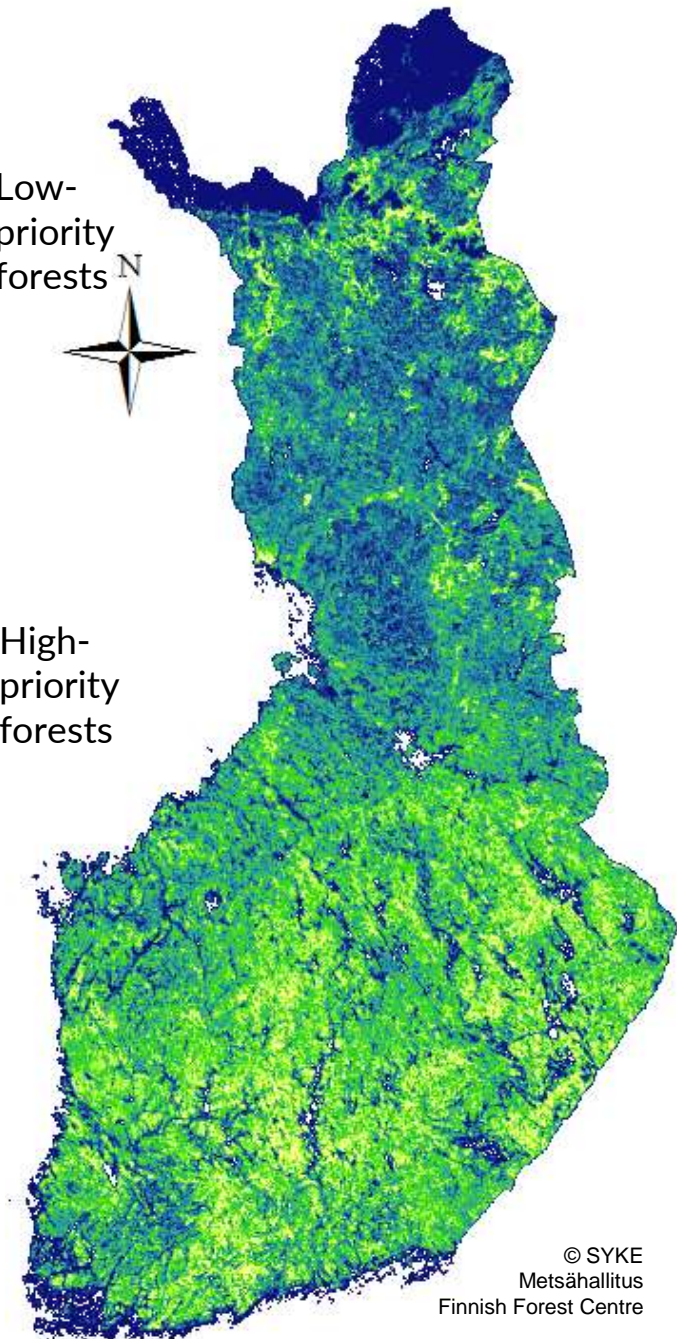 Low-
priority
forests
N
High-
priority
forests
© SYKE
Metsähallitus
Finnish Forest Centre